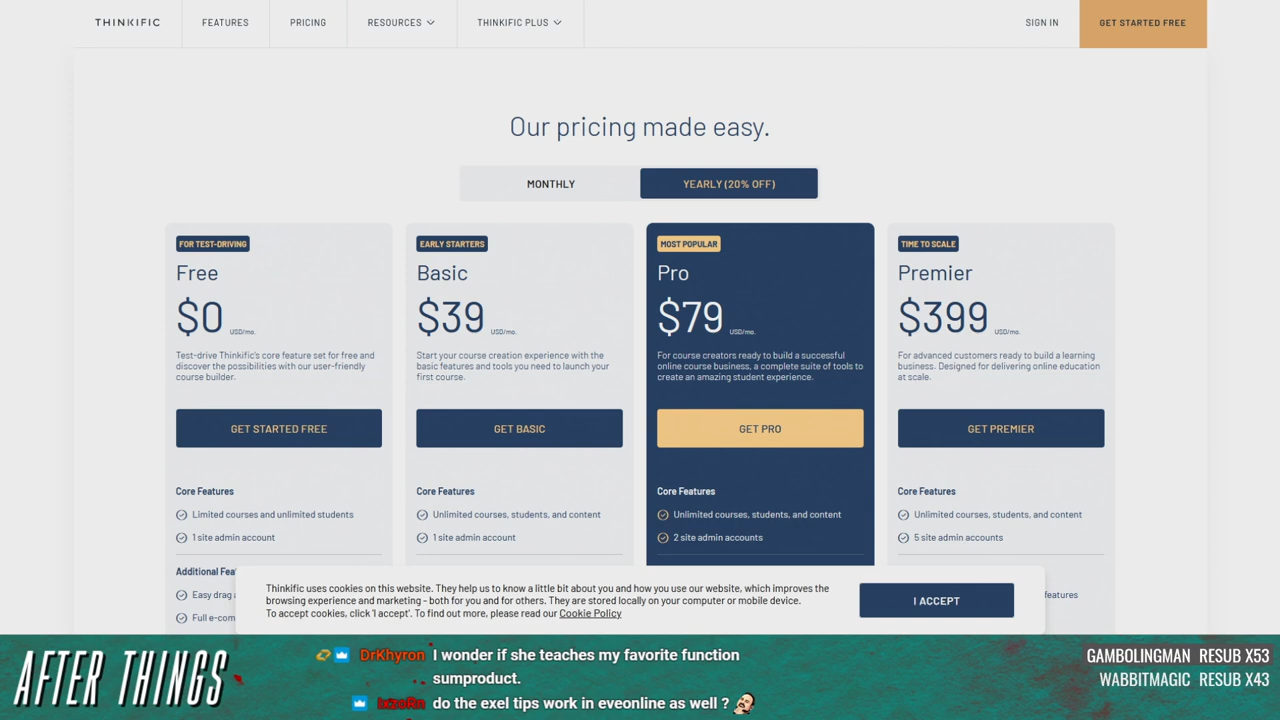 THINKIFIC
FEATURES
PRICING
RESOURCES
THINKIFIC PLUS
SIGN IN
GET STARTED FREE
Our pricing made easy.
MONTHLY
YEARLY (20% OFF)
FOR TEST-DRIVING
Free
$0 USD/mo.
Test-drive Thinkific's core feature set for free and
discover the possibilities with our user-friendly
course builder.
GET STARTED FREE
Core Features
Limited courses and unlimited students
1 site admin account
Additional Fea
Easy drag a
Full e-com
EARLY STARTERS
Basic
$39 USD/mo.
Start your course creation experience with the
basic features and tools you need to launch your
first course.
GET BASIC
Core Features
Unlimited courses, students, and content
1 site admin account
MOST POPULAR
Pro
$79 USD/mo.
For course creators ready to build a successful
online course business, a complete suite of tools to
create an amazing student experience.
GET PRO
Core Features
Unlimited courses, students, and content
2 site admin accounts
TIME TO SCALE
Premier
$399 USD/mo.
For advanced customers ready to build a learning
business. Designed for delivering online education
at scale.
GET PREMIER
Core Features
Unlimited courses, students, and content
5 site admin accounts
features
Thinkific uses cookies on this website. They help us to know a little bit about you and how you use our website, which improves the
browsing experience and marketing - both for you and for others. They are stored locally on your computer or mobile device.
To accept cookies, click 'I accept'. To find out more, please read our Cookie Policy
I ACCEPT
AFTER THINGS
DrKhyron I wonder if she teaches my favorite function
sumproduct.
do the exel tips work in eveonline as well ?
GAMBOLINGMAN RESUB X53
WABBITMAGIC RESUB X43